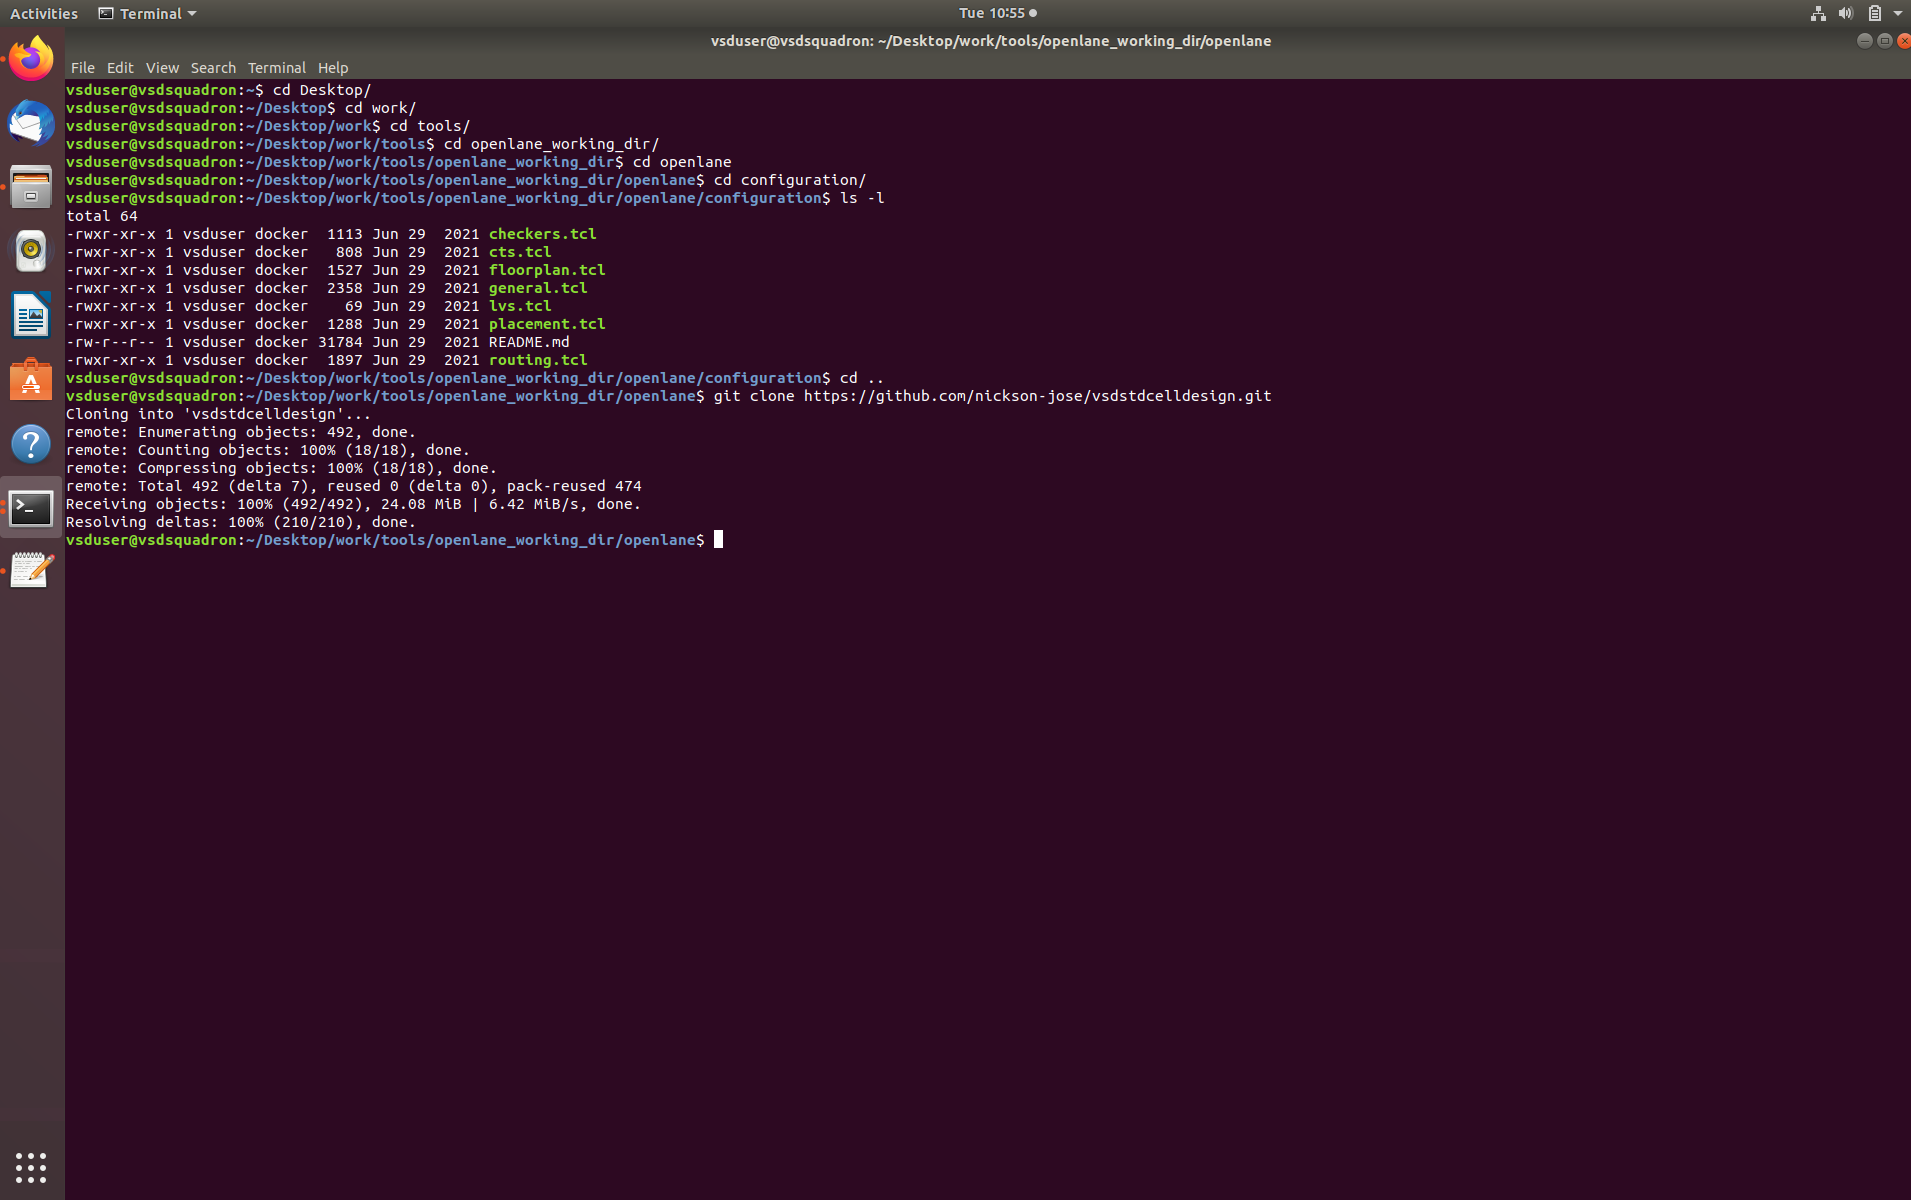 Activities Terminal Tue 10:55
vsduser@vsdsquadron: ~/Desktop/work/tools/openlane_working_dir/openlane
File Edit View Search Terminal Help
vsduser@vsdsquadron:~$ cd Desktop/
vsduser@vsdsquadron:~/Desktop$ cd work/
vsduser@vsdsquadron:~/Desktop/work$ cd tools/
vsduser@vsdsquadron:~/Desktop/work/tools$ cd openlane_working_dir/
vsduser@vsdsquadron:~/Desktop/work/tools/openlane_working_dir$ cd openlane
vsduser@vsdsquadron:~/Desktop/work/tools/openlane_working_dir/openlane$ cd configuration/
vsduser@vsdsquadron:~/Desktop/work/tools/openlane_working_dir/openlane/configuration$ ls -l
total 64
-rwxr-xr-x 1 vsduser docker  1113 Jun 29  2021 checkers.tcl
-rwxr-xr-x 1 vsduser docker   808 Jun 29  2021 cts.tcl
-rwxr-xr-x 1 vsduser docker  1527 Jun 29  2021 floorplan.tcl
-rwxr-xr-x 1 vsduser docker  2358 Jun 29  2021 general.tcl
-rwxr-xr-x 1 vsduser docker    69 Jun 29  2021 lvs.tcl
-rwxr-xr-x 1 vsduser docker  1288 Jun 29  2021 placement.tcl
-rw-r--r-- 1 vsduser docker 31784 Jun 29  2021 README.md
-rwxr-xr-x 1 vsduser docker  1897 Jun 29  2021 routing.tcl
vsduser@vsdsquadron:~/Desktop/work/tools/openlane_working_dir/openlane/configuration$ cd ..
vsduser@vsdsquadron:~/Desktop/work/tools/openlane_working_dir/openlane$ git clone https://github.com/nickson-jose/vsdstdcelldesign.git
Cloning into 'vsdstdcelldesign'...
remote: Enumerating objects: 492, done.
remote: Counting objects: 100% (18/18), done.
remote: Compressing objects: 100% (18/18), done.
remote: Total 492 (delta 7), reused 0 (delta 0), pack-reused 474
Receiving objects: 100% (492/492), 24.08 MiB | 6.42 MiB/s, done.
Resolving deltas: 100% (210/210), done.
vsduser@vsdsquadron:~/Desktop/work/tools/openlane_working_dir/openlane$